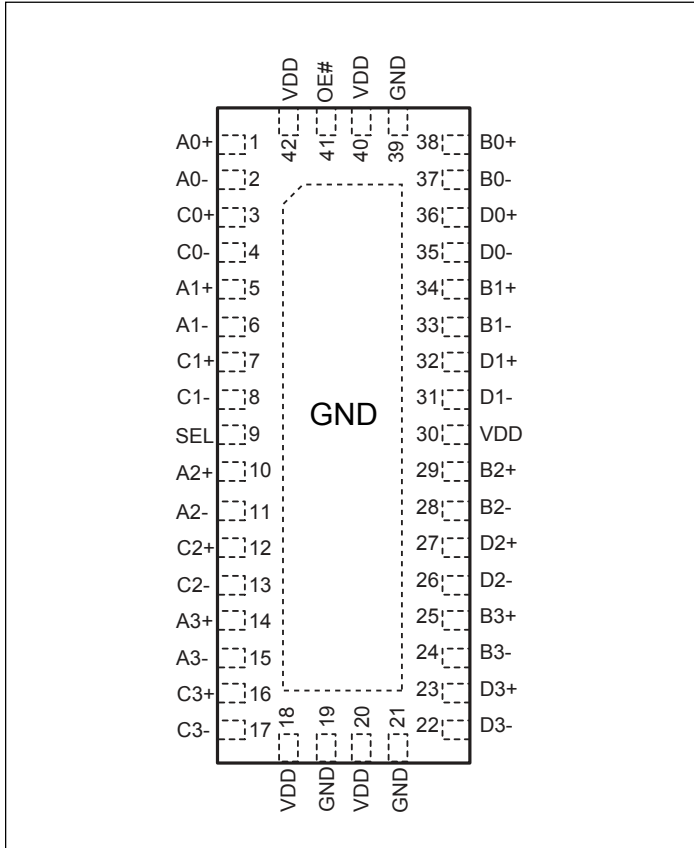 VDD OE# VDD GND
42 41 40 39
A0+ 1 38 B0+
A0- 2 37 B0-
C0+ 3 36 D0+
C0- 4 35 D0-
A1+ 5 34 B1+
A1- 6 33 B1-
C1+ 7 32 D1+
C1- 8 31 D1-
GND
SEL 9 30 VDD
A2+ 10 29 B2+
A2- 11 28 B2-
C2+ 12 27 D2+
C2- 13 26 D2-
A3+ 14 25 B3+
A3- 15 24 B3-
C3+ 16 23 D3+
C3- 17 22 D3-
18 19 20 21
VDD GND VDD GND